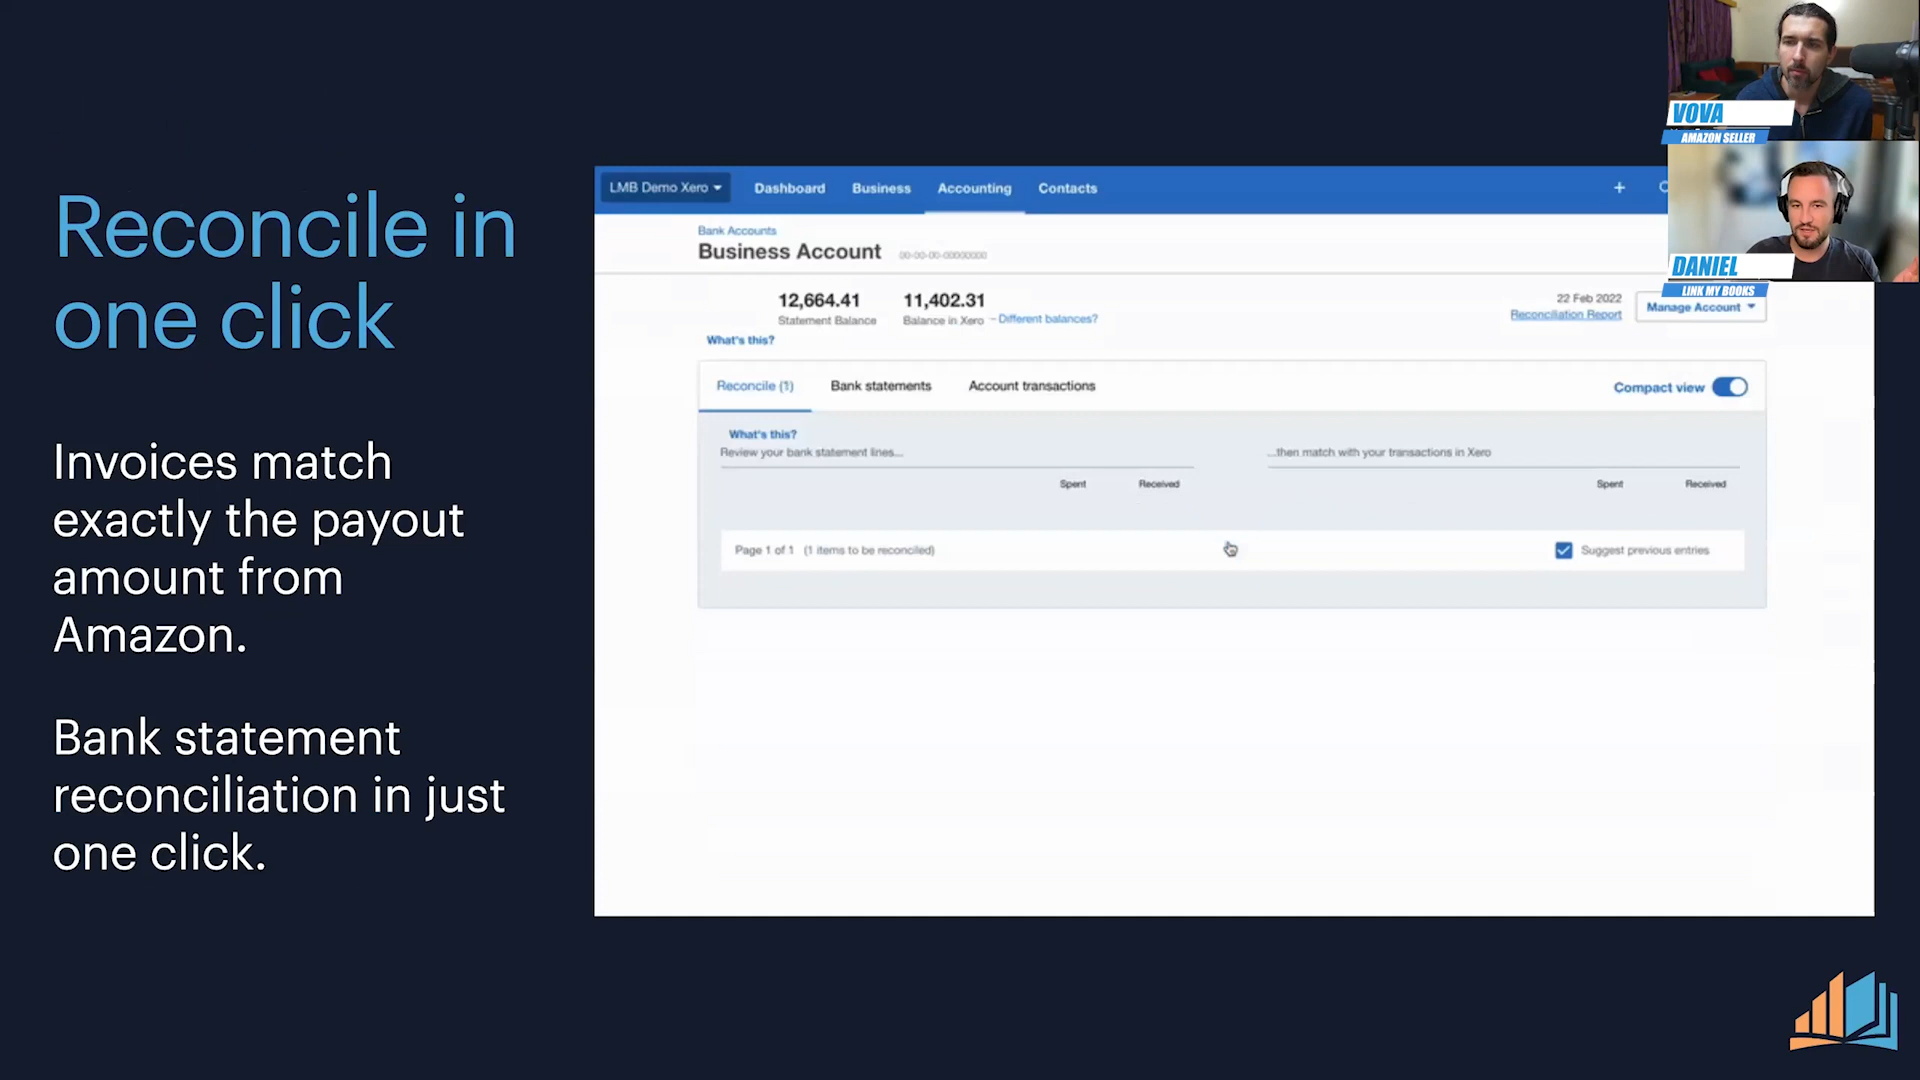 Reconcile in
one click
Invoices match
exactly the payout
amount from
Amazon.
Bank statement
reconciliation in just
one click.
LMB Demo Xero
Dashboard
Business
Accounting
Contacts
Bank Accounts
Business Account
00-00-00-00000000
12,664.41
Statement Balance
11,402.31
Balance in Xero - Different balances?
What's this?
22 Feb 2022
Reconciliation Report
Manage Account
Reconcile (1)
Bank statements
Account transactions
Compact view
What's this?
Review your bank statement lines...
...then match with your transactions in Xero
Spent
Received
Spent
Received
Page 1 of 1 (1 items to be reconciled)
Suggest previous entries
VOVA
AMAZON SELLER
DANIEL
LINK MY BOOKS